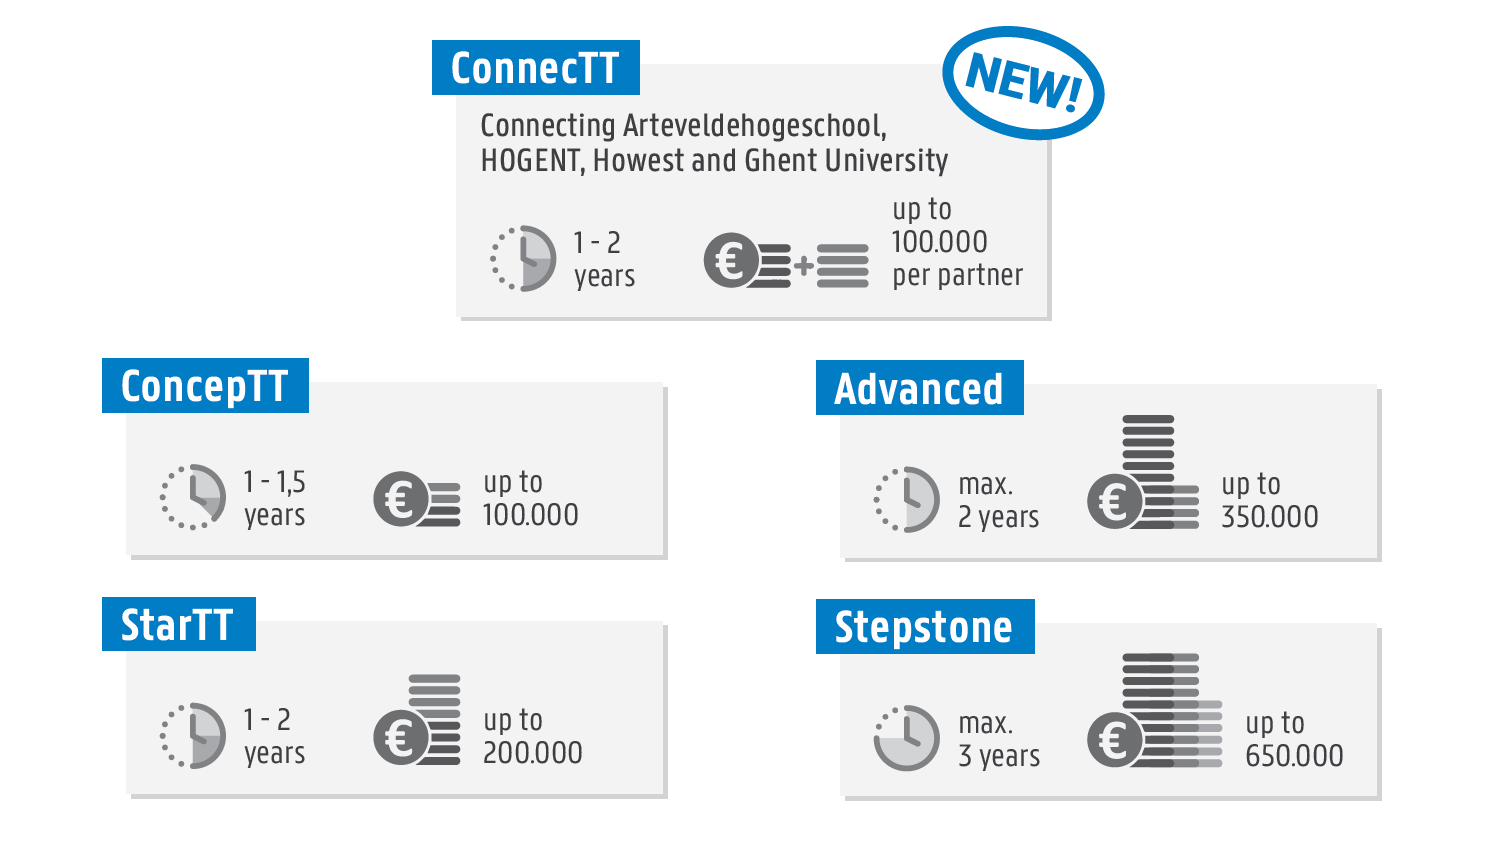 ConnecTT
NEW!
Connecting Arteveldehogeschool,
HOGENT, Howest and Ghent University
1 - 2
years
€
+
up to
100.000
per partner
ConcepTT
1 - 1,5
years
€
up to
100.000
Advanced
max.
2 years
€
up to
350.000
StarTT
1 - 2
years
€
up to
200.000
Stepstone
max.
3 years
€
up to
650.000